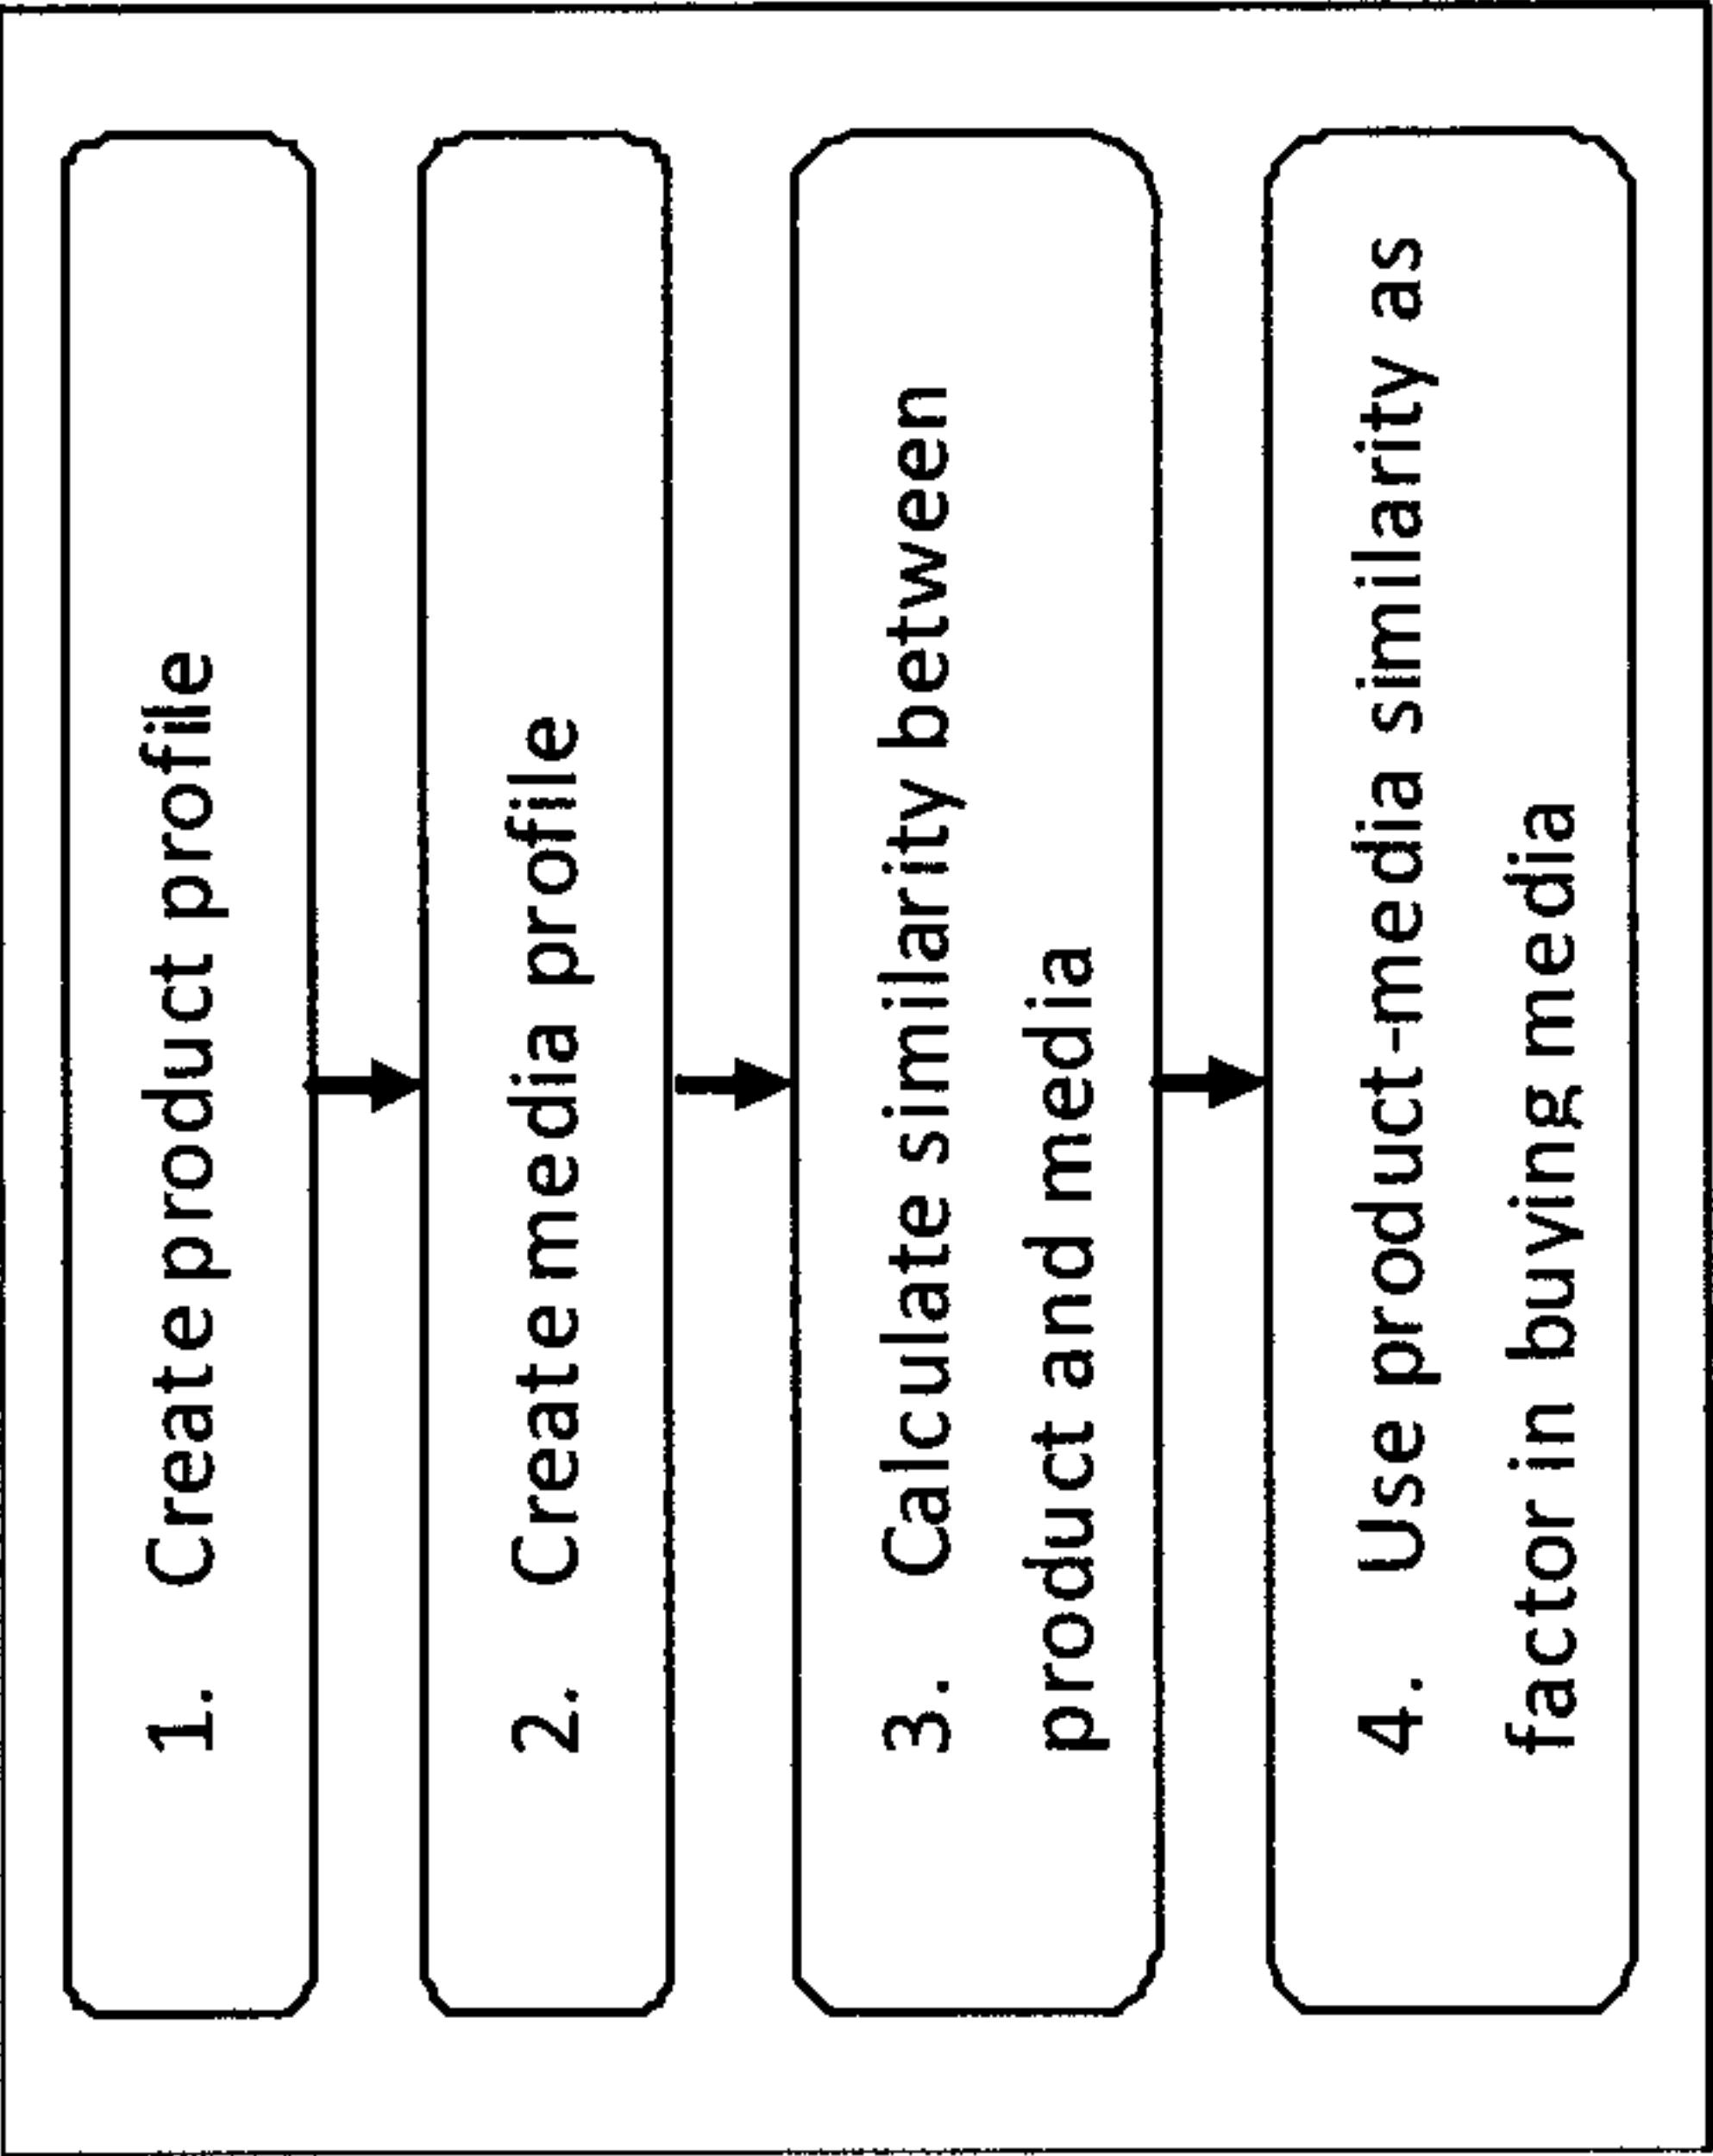 1. Create product profile
2. Create media profile
3. Calculate similarity between
product and media
4. Use product-media similarity as
factor in buying media